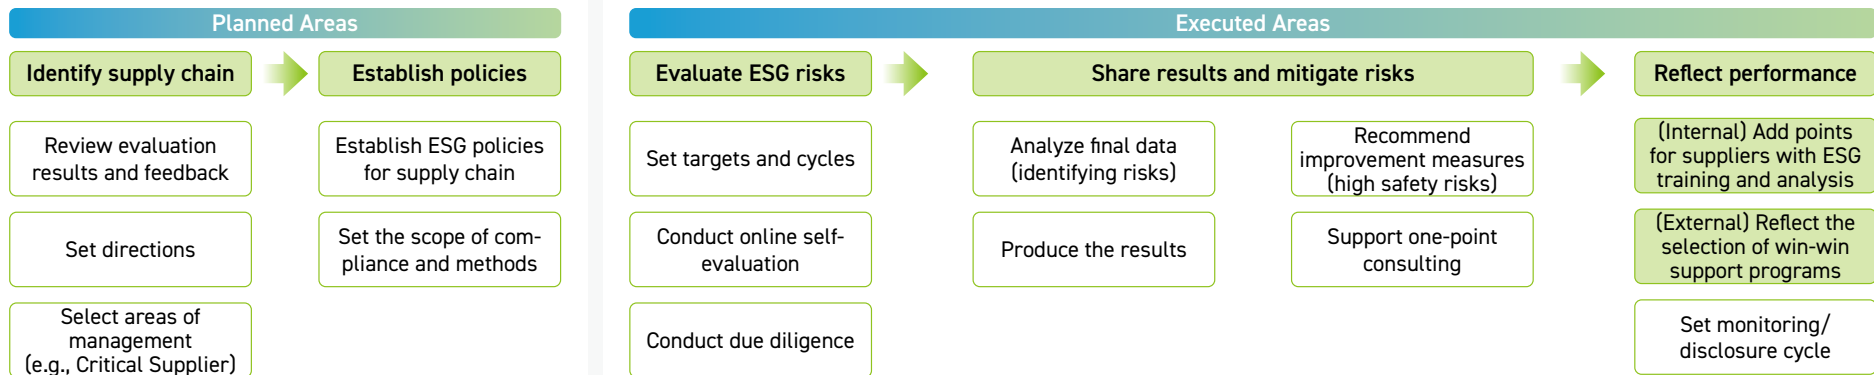 Planned Areas
Identify supply chain
Establish policies
Review evaluation
results and feedback
Set directions
Select areas of
management
(e.g., Critical Supplier)
Establish ESG policies
for supply chain
Set the scope of com-
pliance and methods
Executed Areas
Evaluate ESG risks
Share results and mitigate risks
Reflect performance
Set targets and cycles
Conduct online self-
evaluation
Conduct due diligence
Analyze final data
(identifying risks)
Produce the results
Recommend
improvement measures
(high safety risks)
Support one-point
consulting
(Internal) Add points
for suppliers with ESG
training and analysis
(External) Reflect the
selection of win-win
support programs
Set monitoring/
disclosure cycle